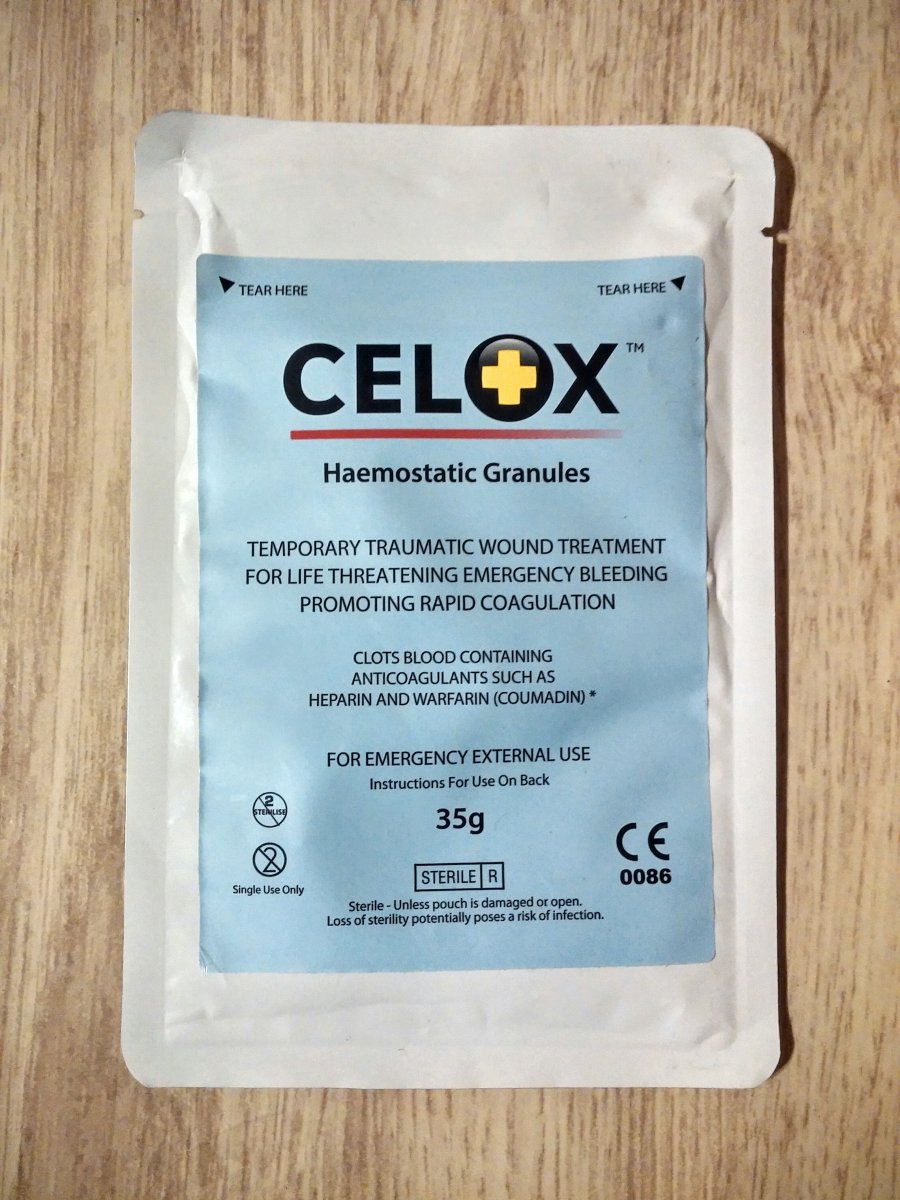 TEAR HERE
TEAR HERE
CELOX™
Haemostatic Granules
TEMPORARY TRAUMATIC WOUND TREATMENT
FOR LIFE THREATENING EMERGENCY BLEEDING
PROMOTING RAPID COAGULATION
CLOTS BLOOD CONTAINING
ANTICOAGULANTS SUCH AS
HEPARIN AND WARFARIN (COUMADIN) *
FOR EMERGENCY EXTERNAL USE
Instructions For Use On Back
35g
2
STERILISE
2
Single Use Only
STERILE R
Sterile - Unless pouch is damaged or open.
Loss of sterility potentially poses a risk of infection.
CE
0086